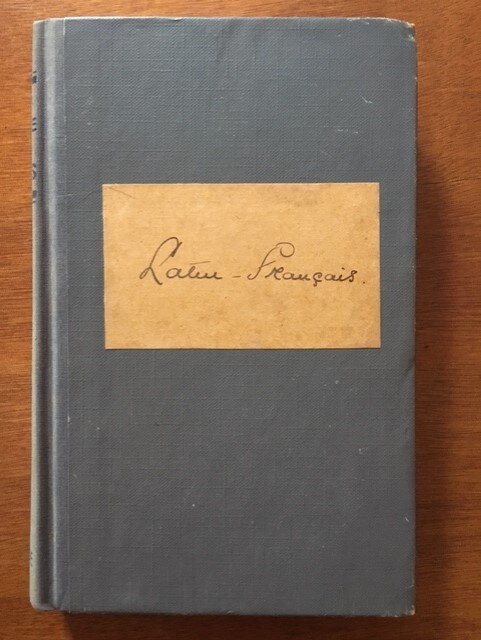 Latin - Français.